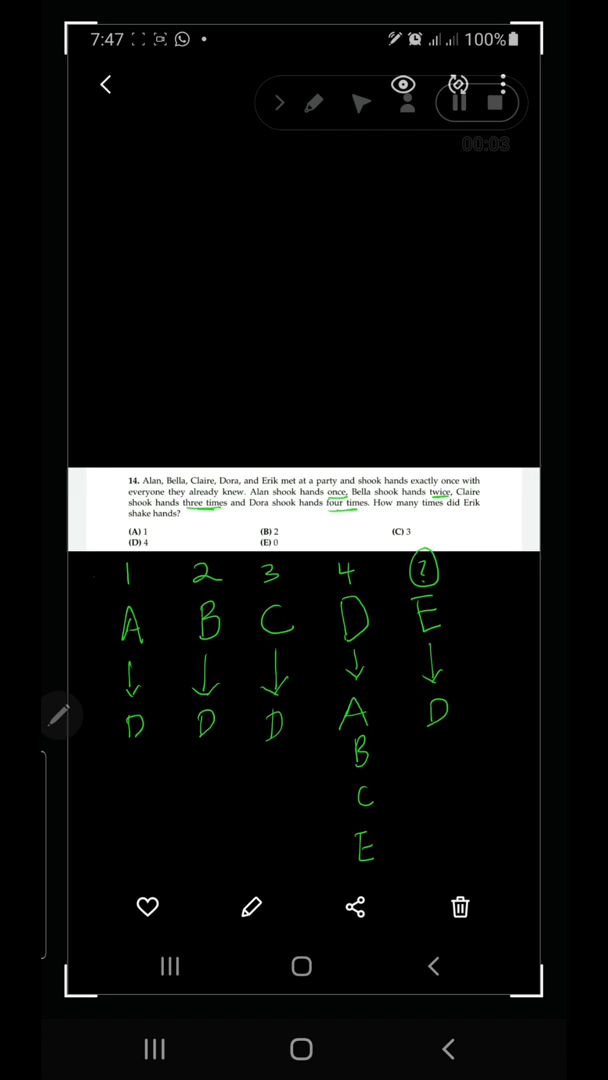 7:47
100%
00:03
14. Alan, Bella, Claire, Dora, and Erik met at a party and shook hands exactly once with
everyone they already knew. Alan shook hands once, Bella shook hands twice, Claire
shook hands three times and Dora shook hands four times. How many times did Erik
shake hands?
(A) 1 (B) 2 (C) 3
(D) 4 (E) 0
1 2 3 4 ?
A B C D E
D D D A D
B
C
E